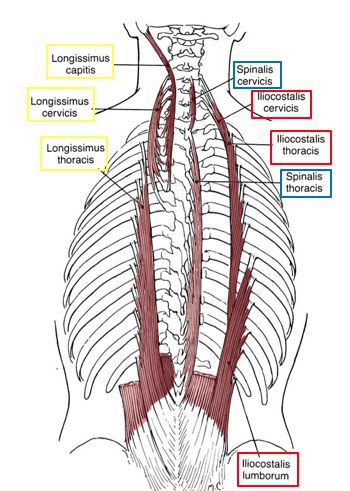 Longissimus
capitis
Spinalis
cervicis
Longissimus
cervicis
Iliocostalis
cervicis
Longissimus
thoracis
Iliocostalis
thoracis
Spinalis
thoracis
Iliocostalis
lumborum
M.C.